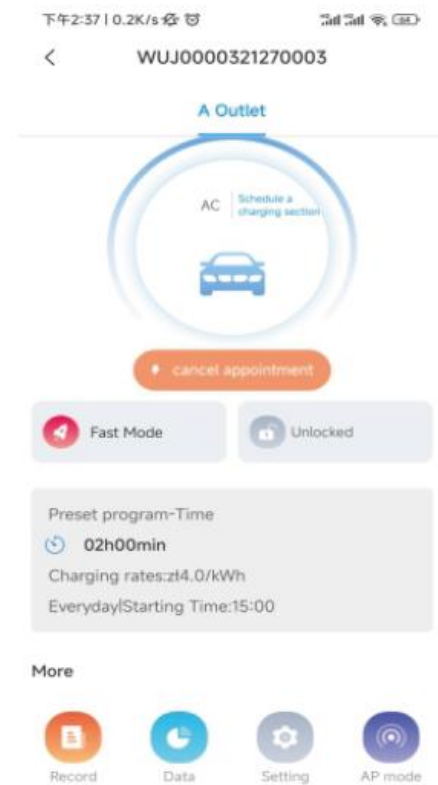 下午2:37 | 0.2K/s
WUJ0000321270003
A Outlet
AC
Schedule a
charging section
cancel appointment
Fast Mode
Unlocked
Preset program-Time
02h00min
Charging rates:zł4.0/kWh
Everyday|Starting Time:15:00
More
Record Data Setting AP mode